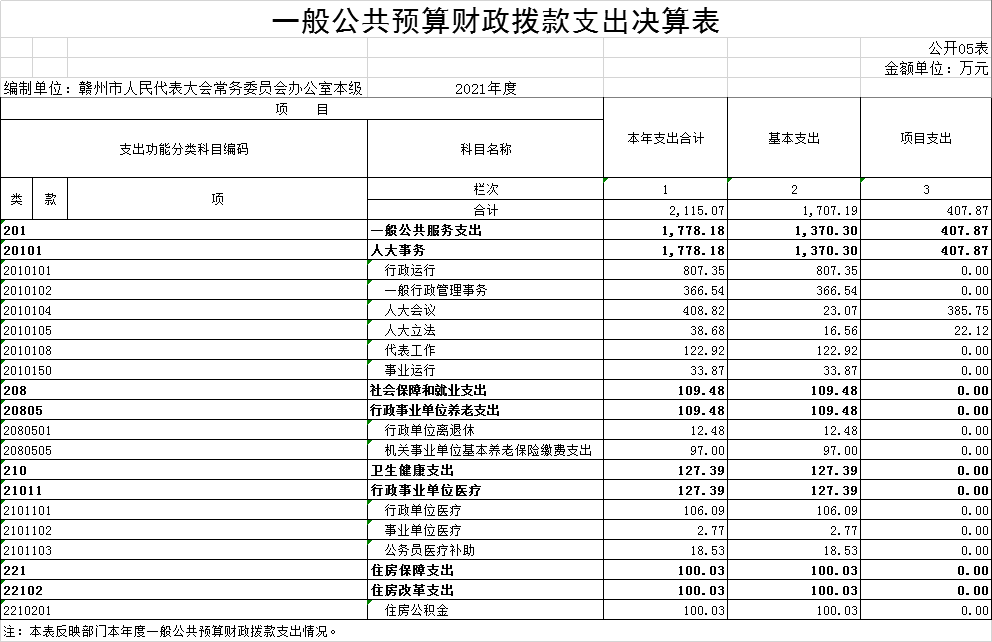 一般公共预算财政拨款支出决算表
公开05表
金额单位：万元
编制单位：赣州市人民代表大会常务委员会办公室本级 2021年度
项 目 本年支出合计 基本支出 项目支出
支出功能分类科目编码 科目名称
类 款 项 栏次 1 2 3
合计 2,115.07 1,707.19 407.87
201 一般公共服务支出 1,778.18 1,370.30 407.87
20101 人大事务 1,778.18 1,370.30 407.87
2010101 行政运行 807.35 807.35 0.00
2010102 一般行政管理事务 366.54 366.54 0.00
2010104 人大会议 408.82 23.07 385.75
2010105 人大立法 38.68 16.56 22.12
2010108 代表工作 122.92 122.92 0.00
2010150 事业运行 33.87 33.87 0.00
208 社会保障和就业支出 109.48 109.48 0.00
20805 行政事业单位养老支出 109.48 109.48 0.00
2080501 行政单位离退休 12.48 12.48 0.00
2080505 机关事业单位基本养老保险缴费支出 97.00 97.00 0.00
210 卫生健康支出 127.39 127.39 0.00
21011 行政事业单位医疗 127.39 127.39 0.00
2101101 行政单位医疗 106.09 106.09 0.00
2101102 事业单位医疗 2.77 2.77 0.00
2101103 公务员医疗补助 18.53 18.53 0.00
221 住房保障支出 100.03 100.03 0.00
22102 住房改革支出 100.03 100.03 0.00
2210201 住房公积金 100.03 100.03 0.00
注：本表反映部门本年度一般公共预算财政拨款支出情况。